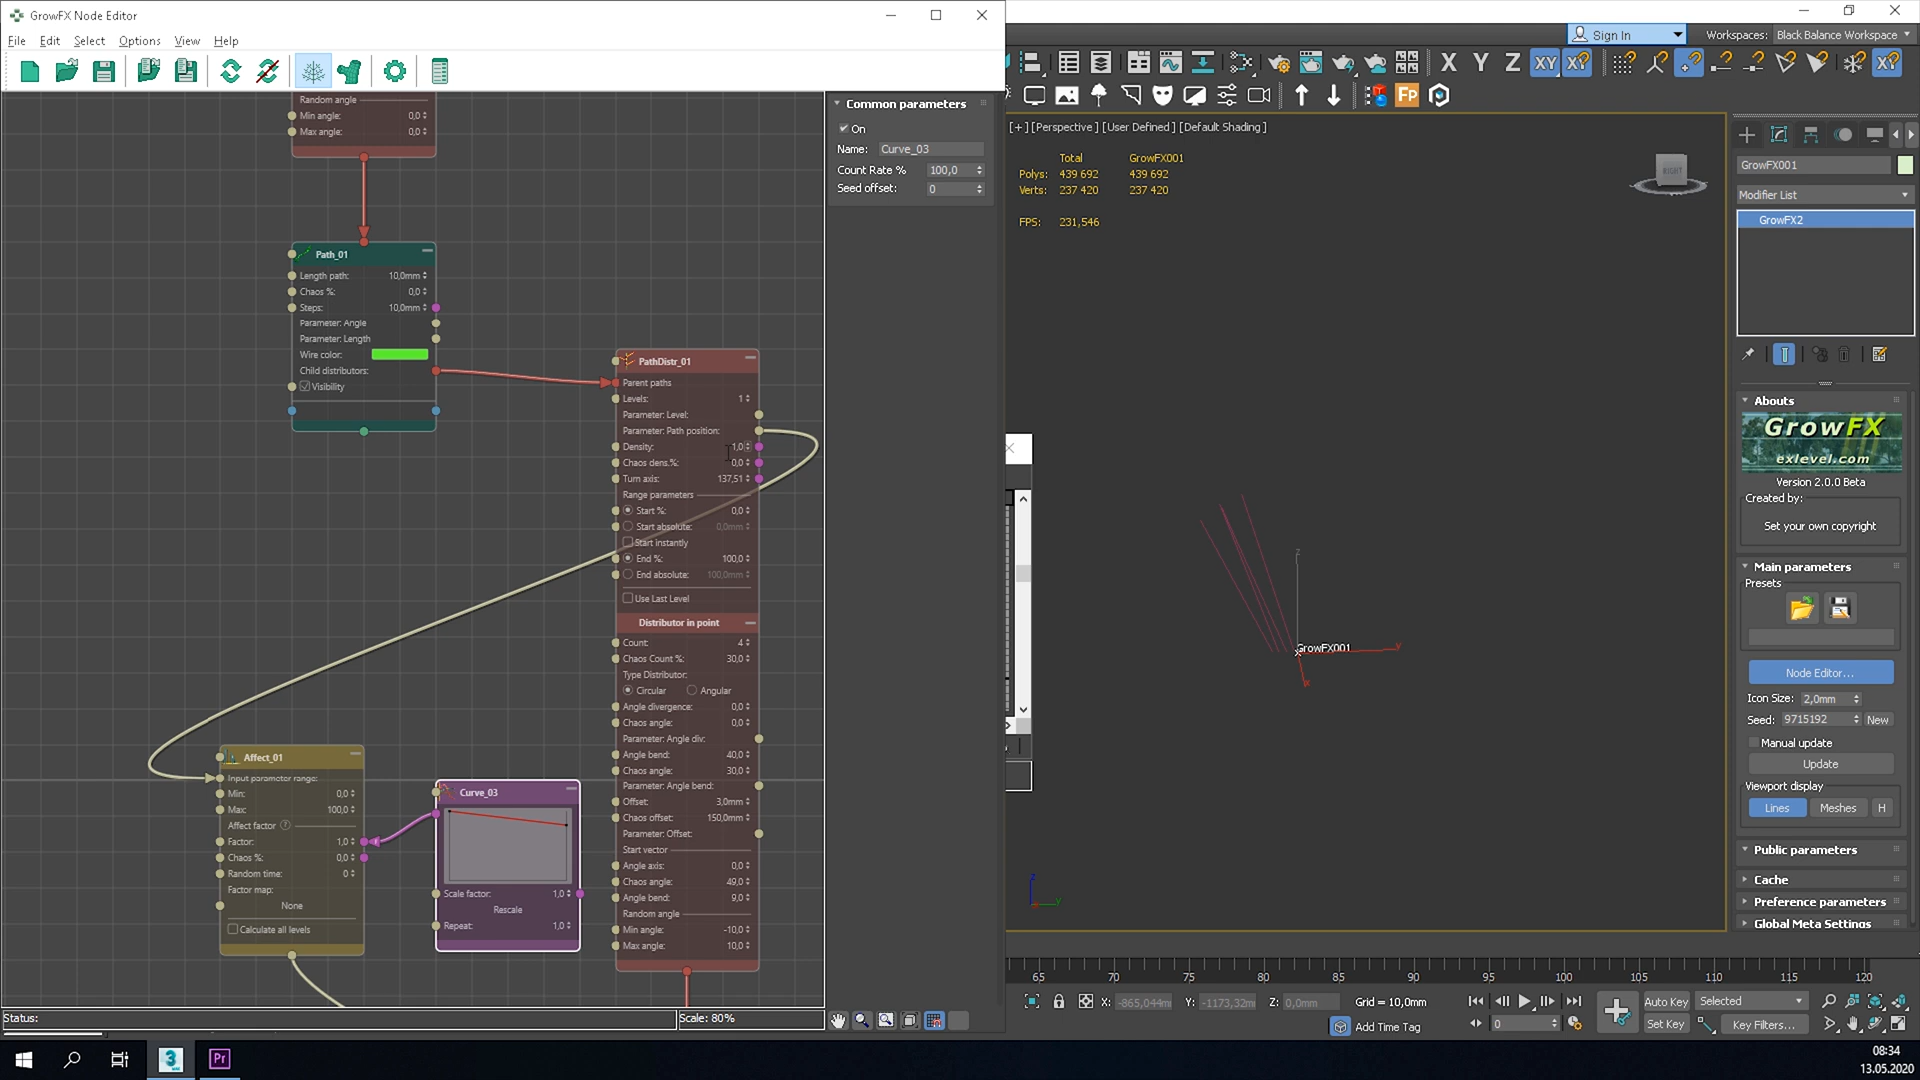 GrowFX Node Editor
File Edit Select Options View Help
Random angle
Min angle: 0,0
Max angle: 0,0
Path_01
Length path: 10,0mm
Chaos %: 0,0
Steps: 10,0mm
Parameter: Angle
Parameter: Length
Wire color:
Child distributors:
Visibility
PathDistr_01
Parent paths
Levels: 1
Parameter: Level:
Parameter: Path position:
Density: 1,0
Chaos dens.%: 0,0
Turn axis: 137,51
Range parameters
Start %: 0,0
Start absolute: 0,0mm
Start instantly
End %: 100,0
End absolute: 100,0mm
Use Last Level
Distributor in point
Count: 4
Chaos Count %: 30,0
Type Distributor:
Circular Angular
Angle divergence: 0,0
Chaos angle: 0,0
Parameter: Angle div:
Angle bend: 40,0
Chaos angle: 30,0
Parameter: Angle bend:
Offset: 3,0mm
Chaos offset: 150,0mm
Parameter: Offset:
Start vector
Angle axis: 0,0
Chaos angle: 49,0
Angle bend: 9,0
Random angle
Min angle: -10,0
Max angle: 10,0
Affect_01
Input parameter range:
Min: 0,0
Max: 100,0
Affect factor ?
Factor: 1,0
Chaos %: 0,0
Random time: 0
Factor map:
None
Calculate all levels
Curve_03
Scale factor: 1,0
Rescale
Repeat: 1,0
Status:
Scale: 80%
Common parameters
On
Name: Curve_03
Count Rate % 100,0
Seed offset: 0
Sign In
Workspaces: Black Balance Workspace
X Y Z XY XP
Fp
[+] [Perspective ] [User Defined ] [Default Shading ]
Total GrowFX001
Polys: 439 692 439 692
Verts: 237 420 237 420
FPS: 231,546
RIGHT
z
GrowFX001
y
x
Z
Y
GrowFX001
Modifier List
GrowFX2
Abouts
GrowFX
exlevel.com
Version 2.0.0 Beta
Created by:
Set your own copyright
Main parameters
Presets
Node Editor...
Icon Size: 2,0mm
Seed: 9715192 New
Manual update
Update
Viewport display
Lines Meshes H
Public parameters
Cache
Preference parameters
Global Meta Settings
65 70 75 80 85 90 95 100 105 110 115 120
X: -865,044m Y: -1173,32m Z: 0,0mm Grid = 10,0mm
Auto Key Selected
0
Add Time Tag
Set Key Key Filters...
3
Pr
08:34
13.05.2020